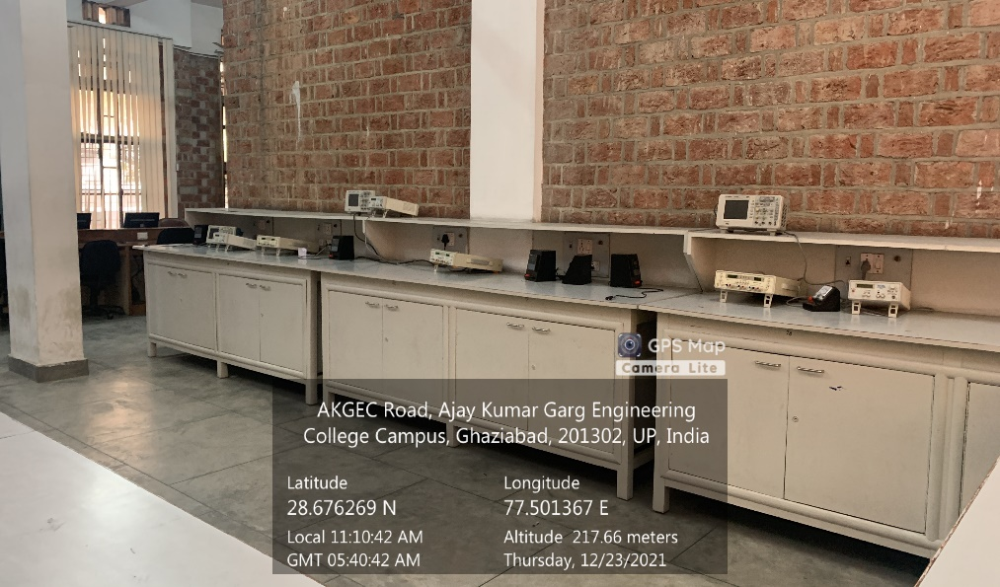 GPS Map
Camera Lite
AKGEC Road, Ajay Kumar Garg Engineering
College Campus, Ghaziabad, 201302, UP, India
Latitude
28.676269 N
Longitude
77.501367 E
Local 11:10:42 AM
GMT 05:40:42 AM
Altitude 217.66 meters
Thursday, 12/23/2021